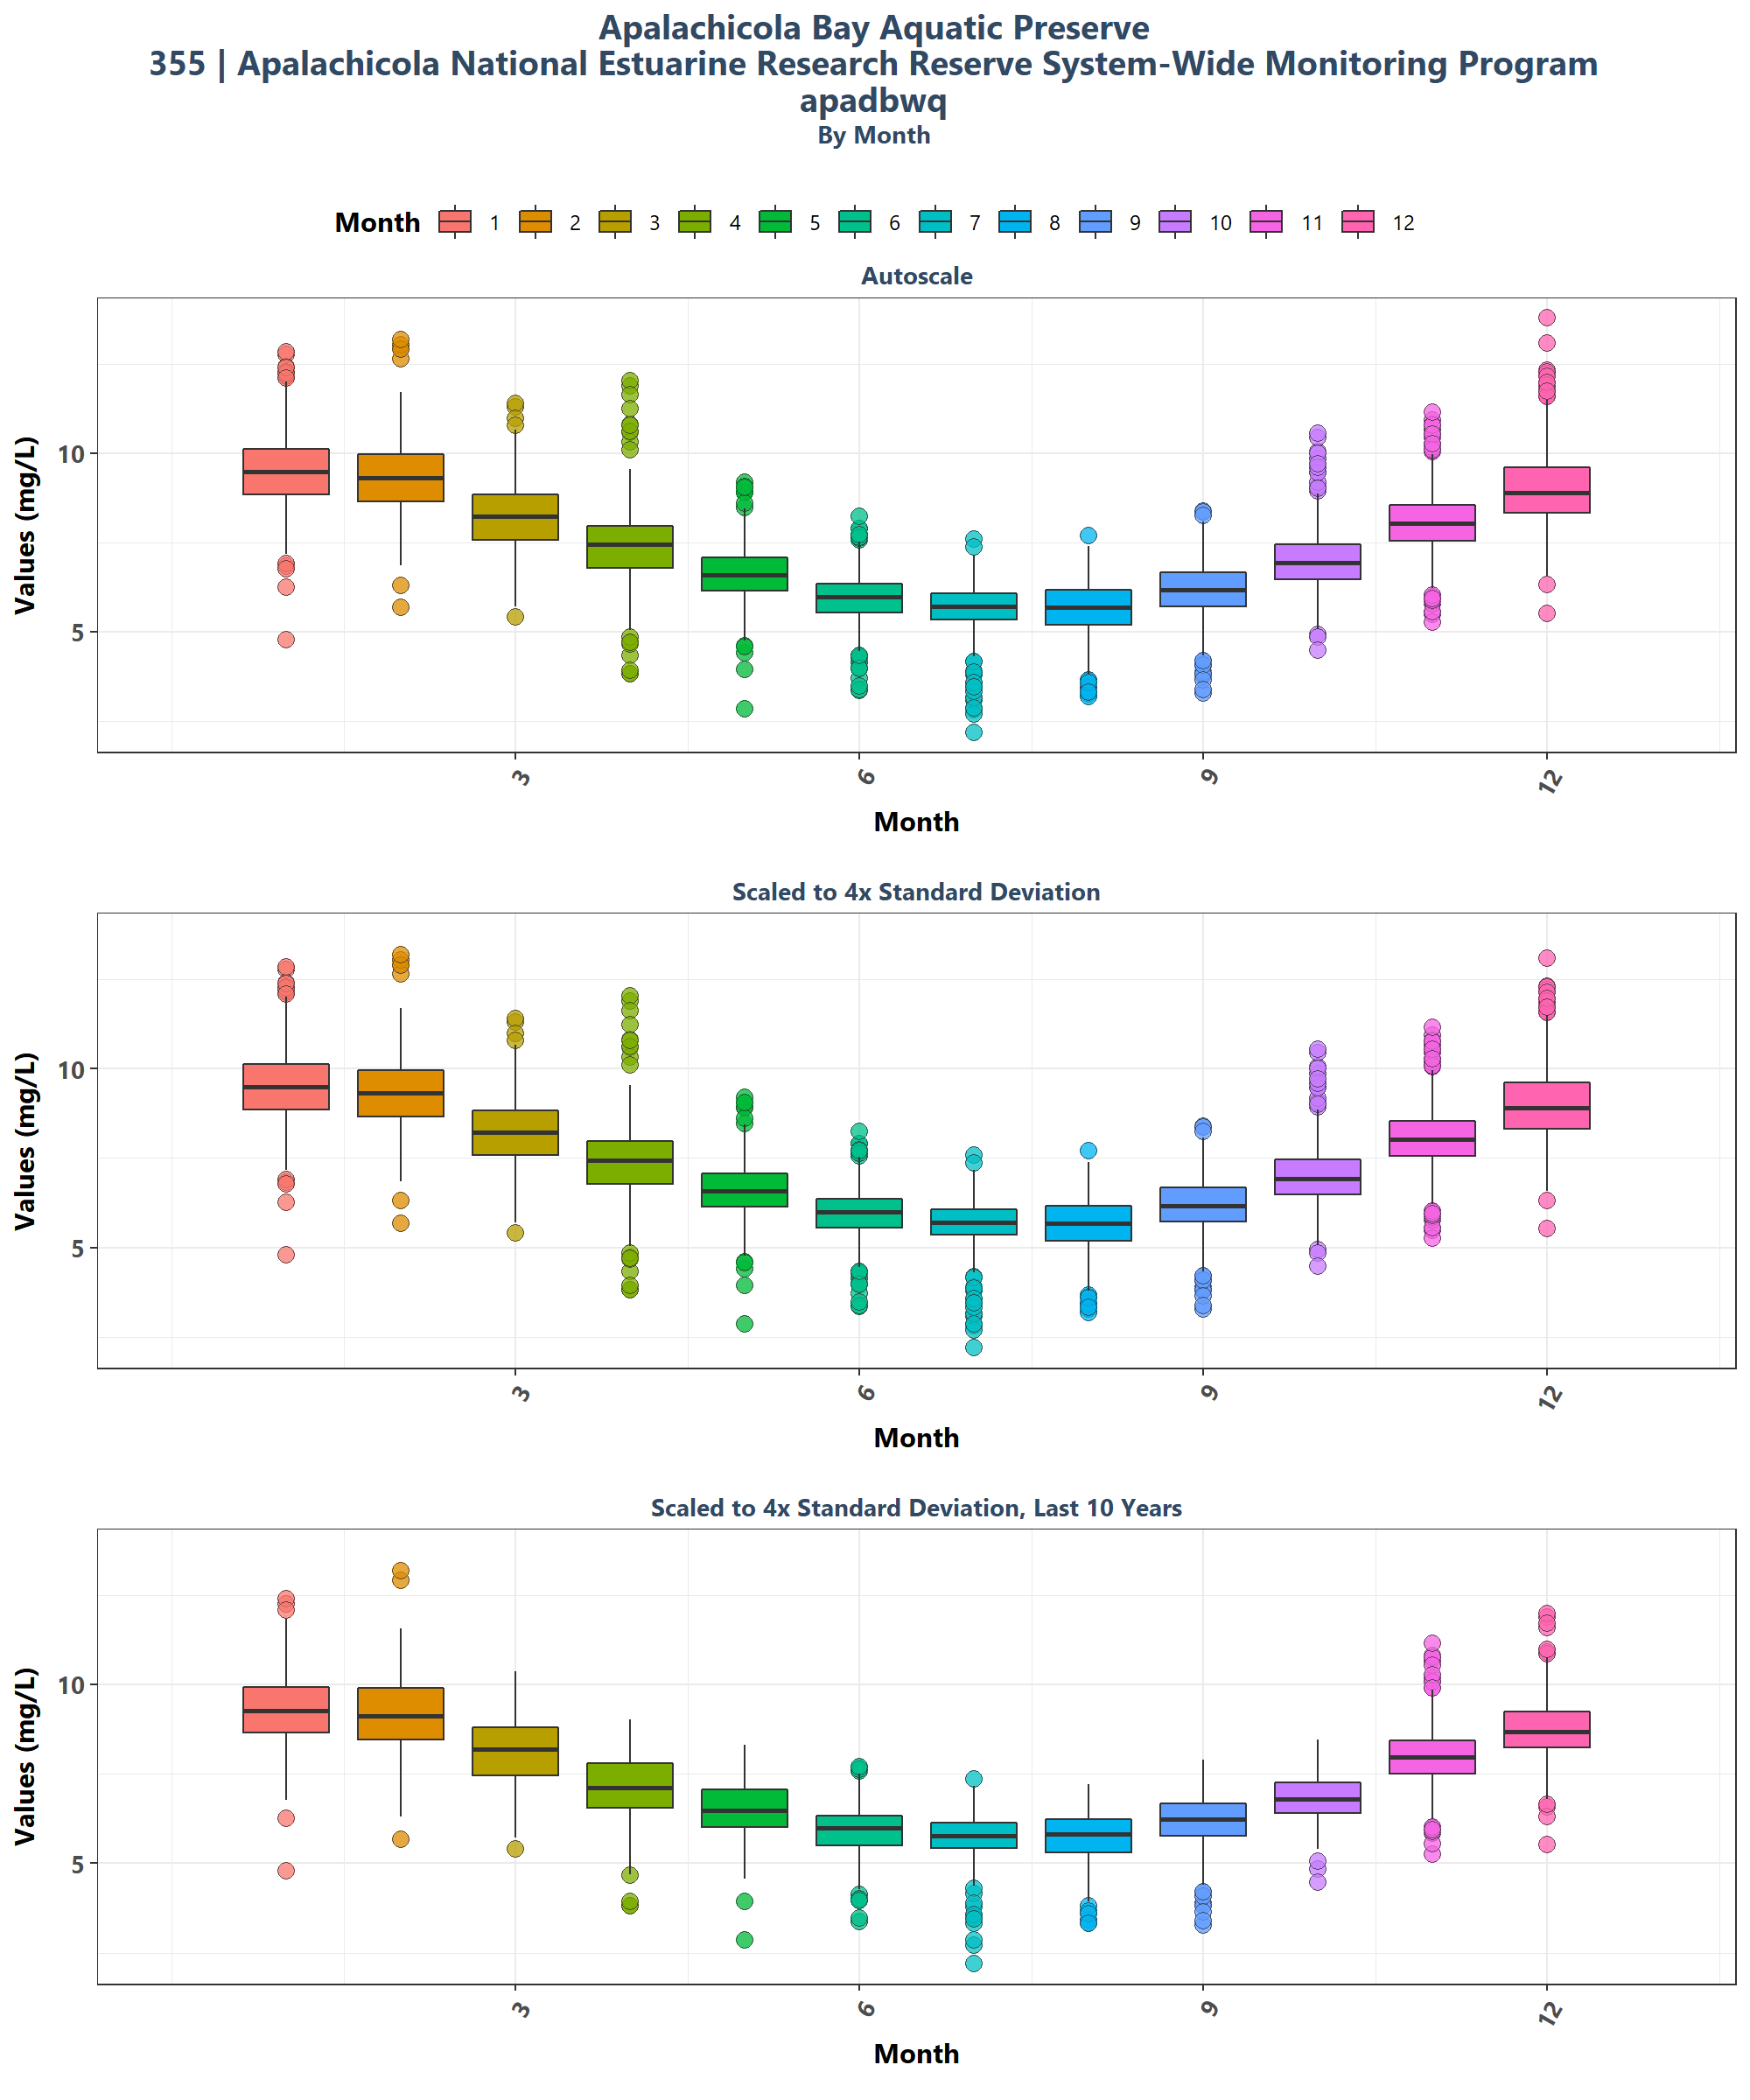 Apalachicola Bay Aquatic Preserve
355 | Apalachicola National Estuarine Research Reserve System-Wide Monitoring Program
apadbwq
By Month
Month 1 2 3 4 5 6 7 8 9 10 11 12
Autoscale
Values (mg/L)
10
5
3 6 9 12
Month
Scaled to 4x Standard Deviation
Values (mg/L)
10
5
3 6 9 12
Month
Scaled to 4x Standard Deviation, Last 10 Years
Values (mg/L)
10
5
3 6 9 12
Month